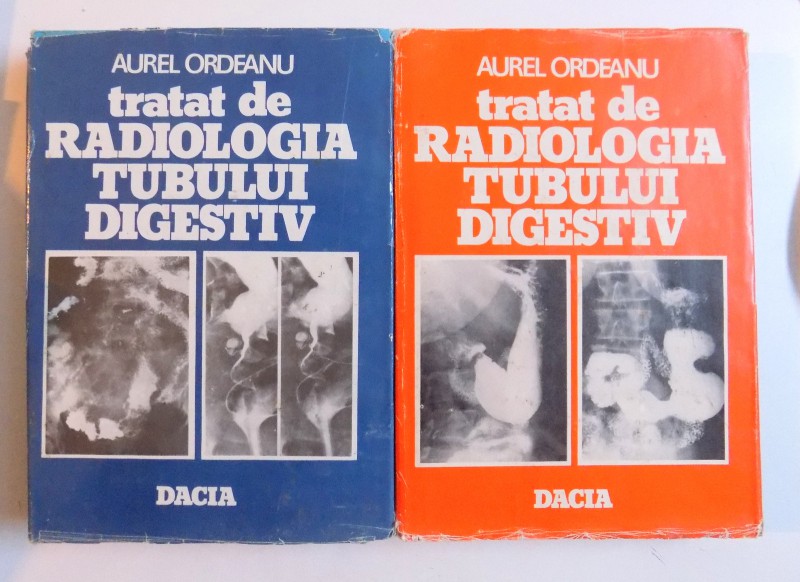 AUREL ORDEANU
tratat de
RADIOLOGIA
TUBULUI
DIGESTIV
DACIA
AUREL ORDEANU
tratat de
RADIOLOGIA
TUBULUI
DIGESTIV
DACIA